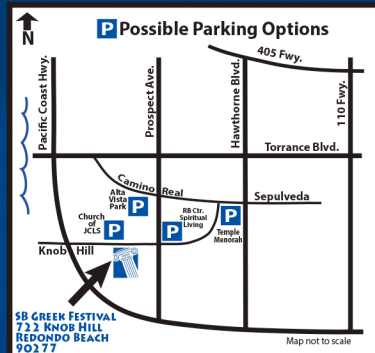 P Possible Parking Options
N
405 Fwy.
Pacific Coast Hwy.
Prospect Ave.
Hawthorne Blvd.
110 Fwy.
Torrance Blvd.
Camino Real
Sepulveda
Alta
Vista
Park
P
Church
of
JCLS
P
RB Ctr.
Spiritual
Living
P
P
Temple
Menorah
Knob Hill
SB Greek Festival
722 Knob Hill
Redondo Beach
90277
Map not to scale